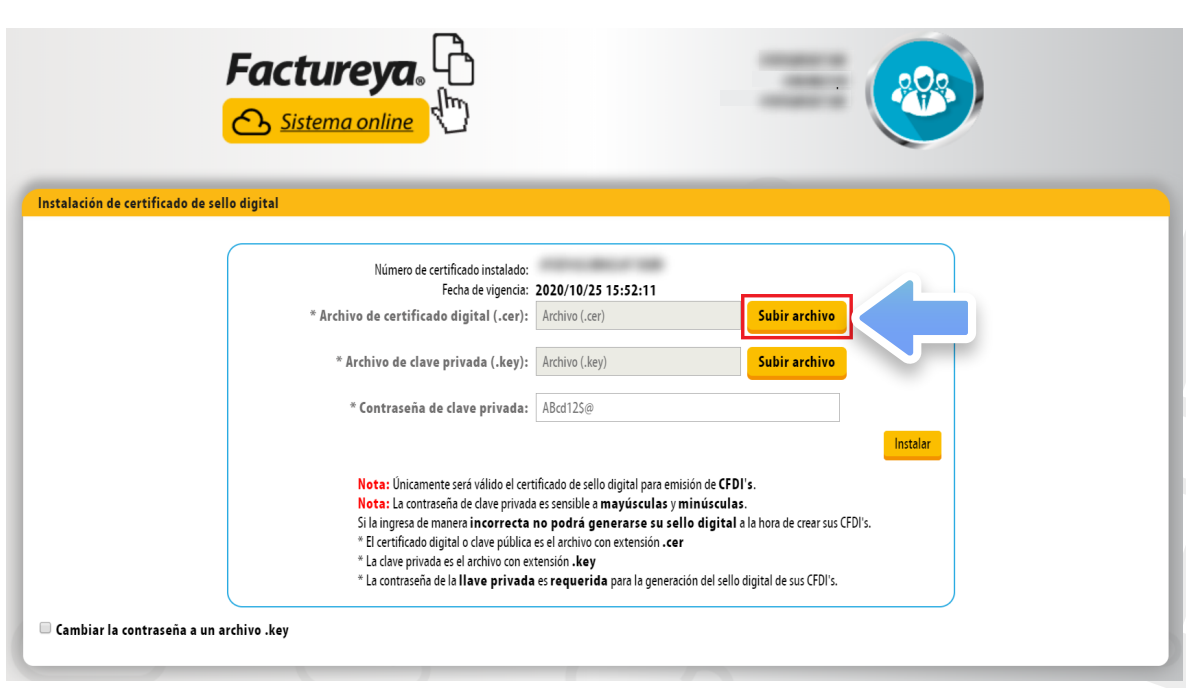 Factureya®
Sistema online
Instalación de certificado de sello digital
Número de certificado instalado:
Fecha de vigencia: 2020/10/25 15:52:11
* Archivo de certificado digital (.cer): Archivo (.cer) Subir archivo
* Archivo de clave privada (.key): Archivo (.key) Subir archivo
* Contraseña de clave privada: ABcd12$@
Instalar
Nota: Únicamente será válido el certificado de sello digital para emisión de CFDI's.
Nota: La contraseña de clave privada es sensible a mayúsculas y minúsculas.
Si la ingresa de manera incorrecta no podrá generarse su sello digital a la hora de crear sus CFDI's.
* El certificado digital o clave pública es el archivo con extensión .cer
* La clave privada es el archivo con extensión .key
* La contraseña de la llave privada es requerida para la generación del sello digital de sus CFDI's.
Cambiar la contraseña a un archivo .key